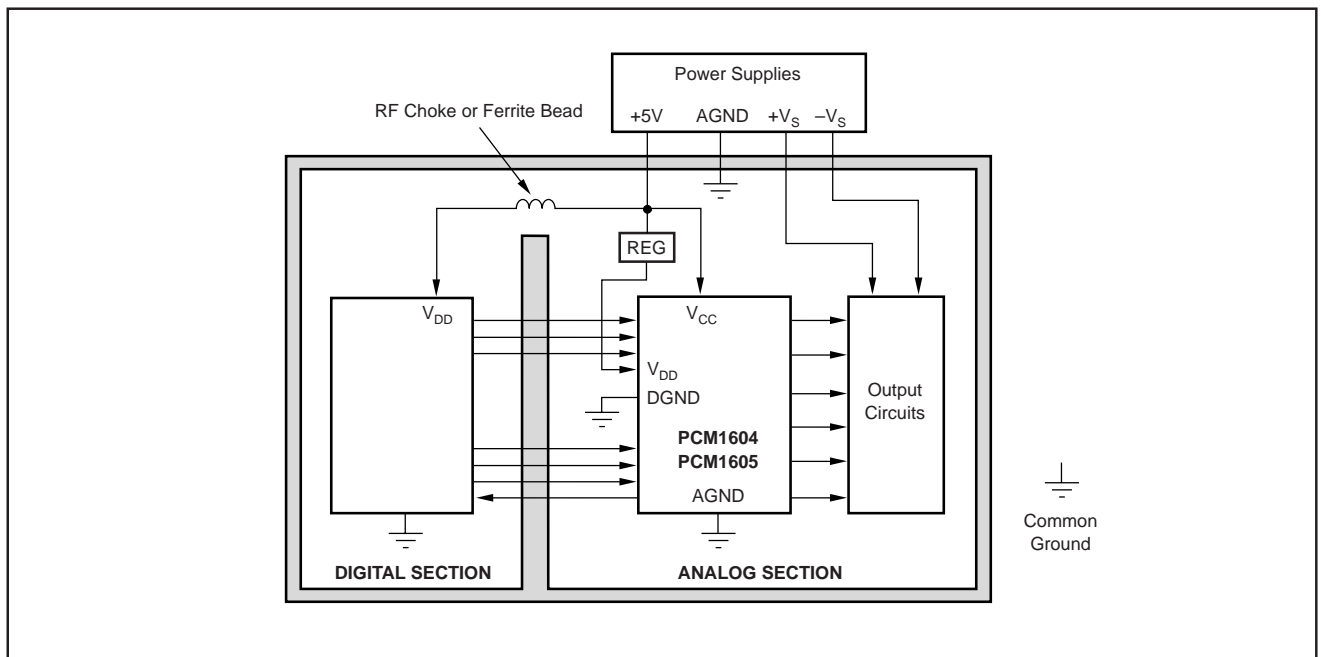 Power Supplies
+5V AGND +VS –VS
RF Choke or Ferrite Bead
REG
VDD
VCC
VDD
DGND
PCM1604
PCM1605
AGND
Output
Circuits
Common
Ground
DIGITAL SECTION
ANALOG SECTION